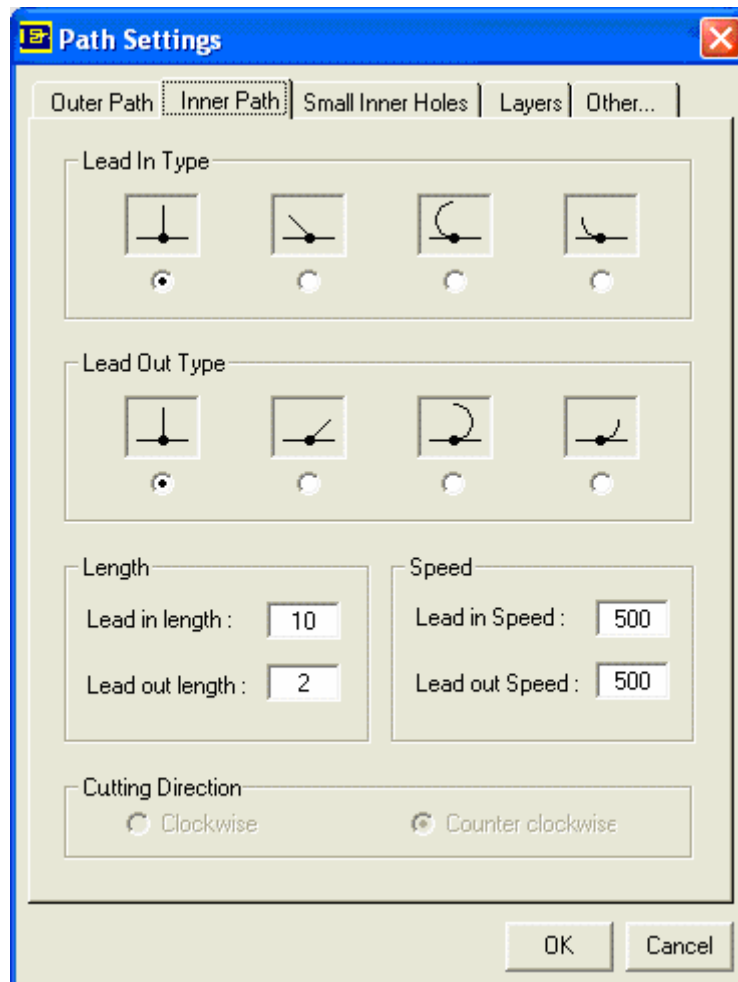 Path Settings
Outer Path Inner Path Small Inner Holes Layers Other...
Lead In Type
Lead Out Type
Length Speed
Lead in length : 10 Lead in Speed : 500
Lead out length : 2 Lead out Speed : 500
Cutting Direction
Clockwise Counter clockwise
OK Cancel